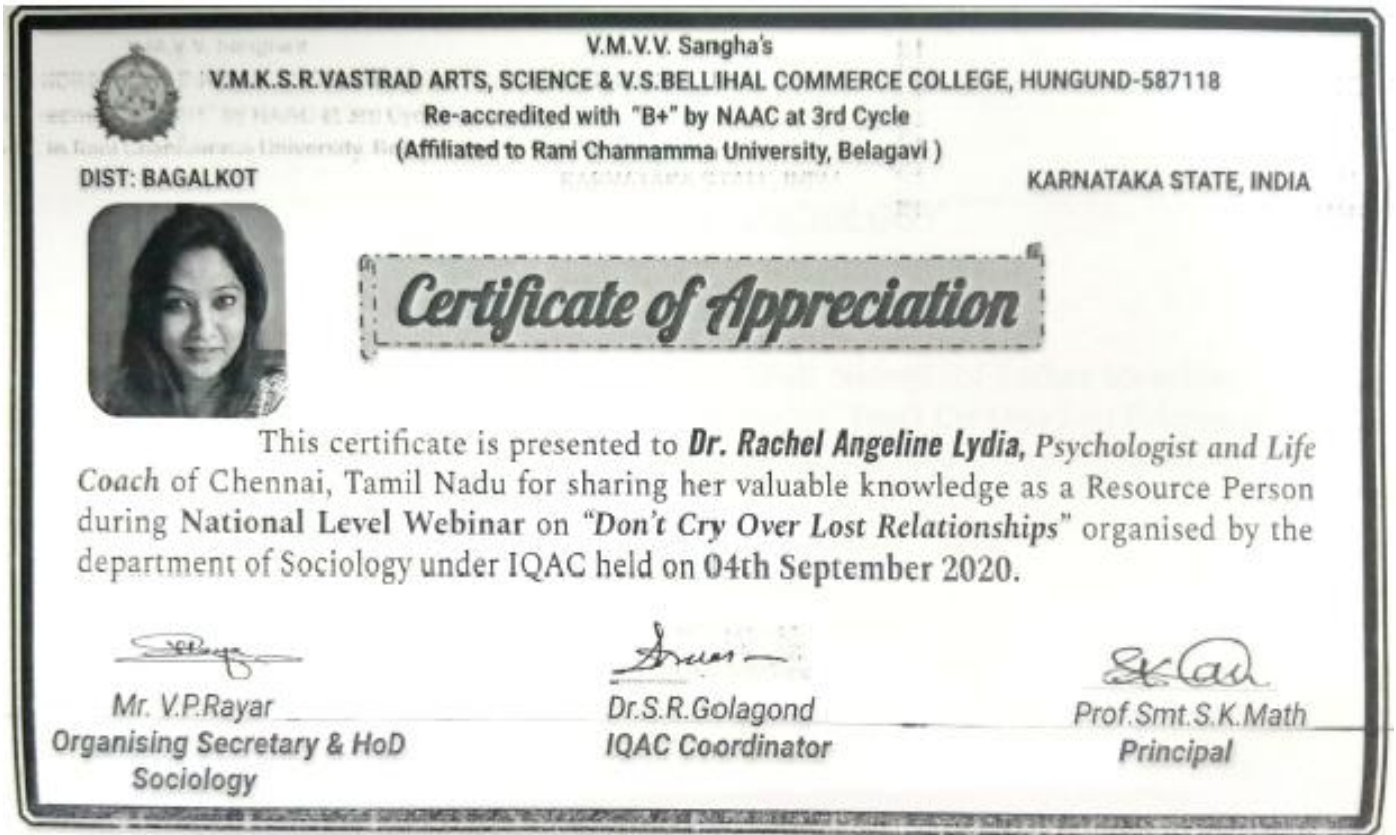 V.M.V.V. Sangha's
V.M.K.S.R.VASTRAD ARTS, SCIENCE & V.S.BELLIHAL COMMERCE COLLEGE, HUNGUND-587118
Re-accredited with "B+" by NAAC at 3rd Cycle
(Affiliated to Rani Channamma University, Belagavi )
DIST: BAGALKOT
KARNATAKA STATE, INDIA
Certificate of Appreciation
This certificate is presented to Dr. Rachel Angeline Lydia, Psychologist and Life
Coach of Chennai, Tamil Nadu for sharing her valuable knowledge as a Resource Person
during National Level Webinar on "Don't Cry Over Lost Relationships" organised by the
department of Sociology under IQAC held on 04th September 2020.
Mr. V.P.Rayar
Organising Secretary & HoD
Sociology
Dr.S.R.Golagond
IQAC Coordinator
Prof.Smt.S.K.Math
Principal